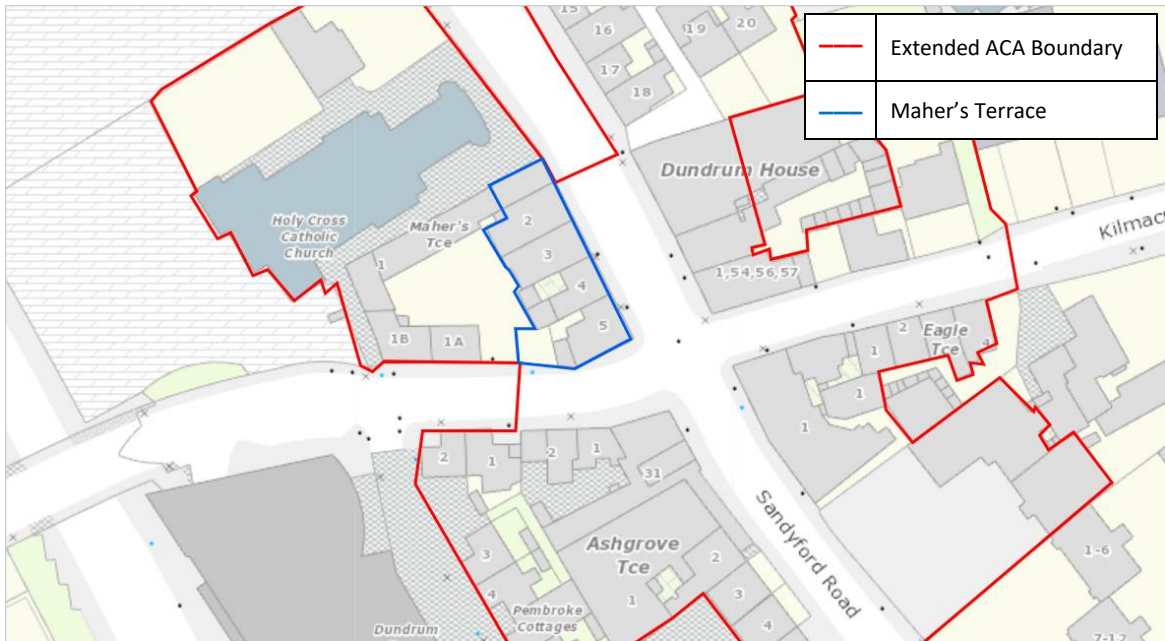 Extended ACA Boundary
Maher's Terrace
15
16
17
18
19
20
Dundrum House
Holy Cross
Catholic
Church
Maher's
Tce
1
2
3
4
5
1B
1A
1,54,56,57
Kilmacu
Eagle
Tce
1
2
4
1
1
2
1
2
1
31
3
4
Ashgrove
Tce
1
2
3
4
Pembroke
Cottages
Dundrum
Sandyford Road
1-6
7-12